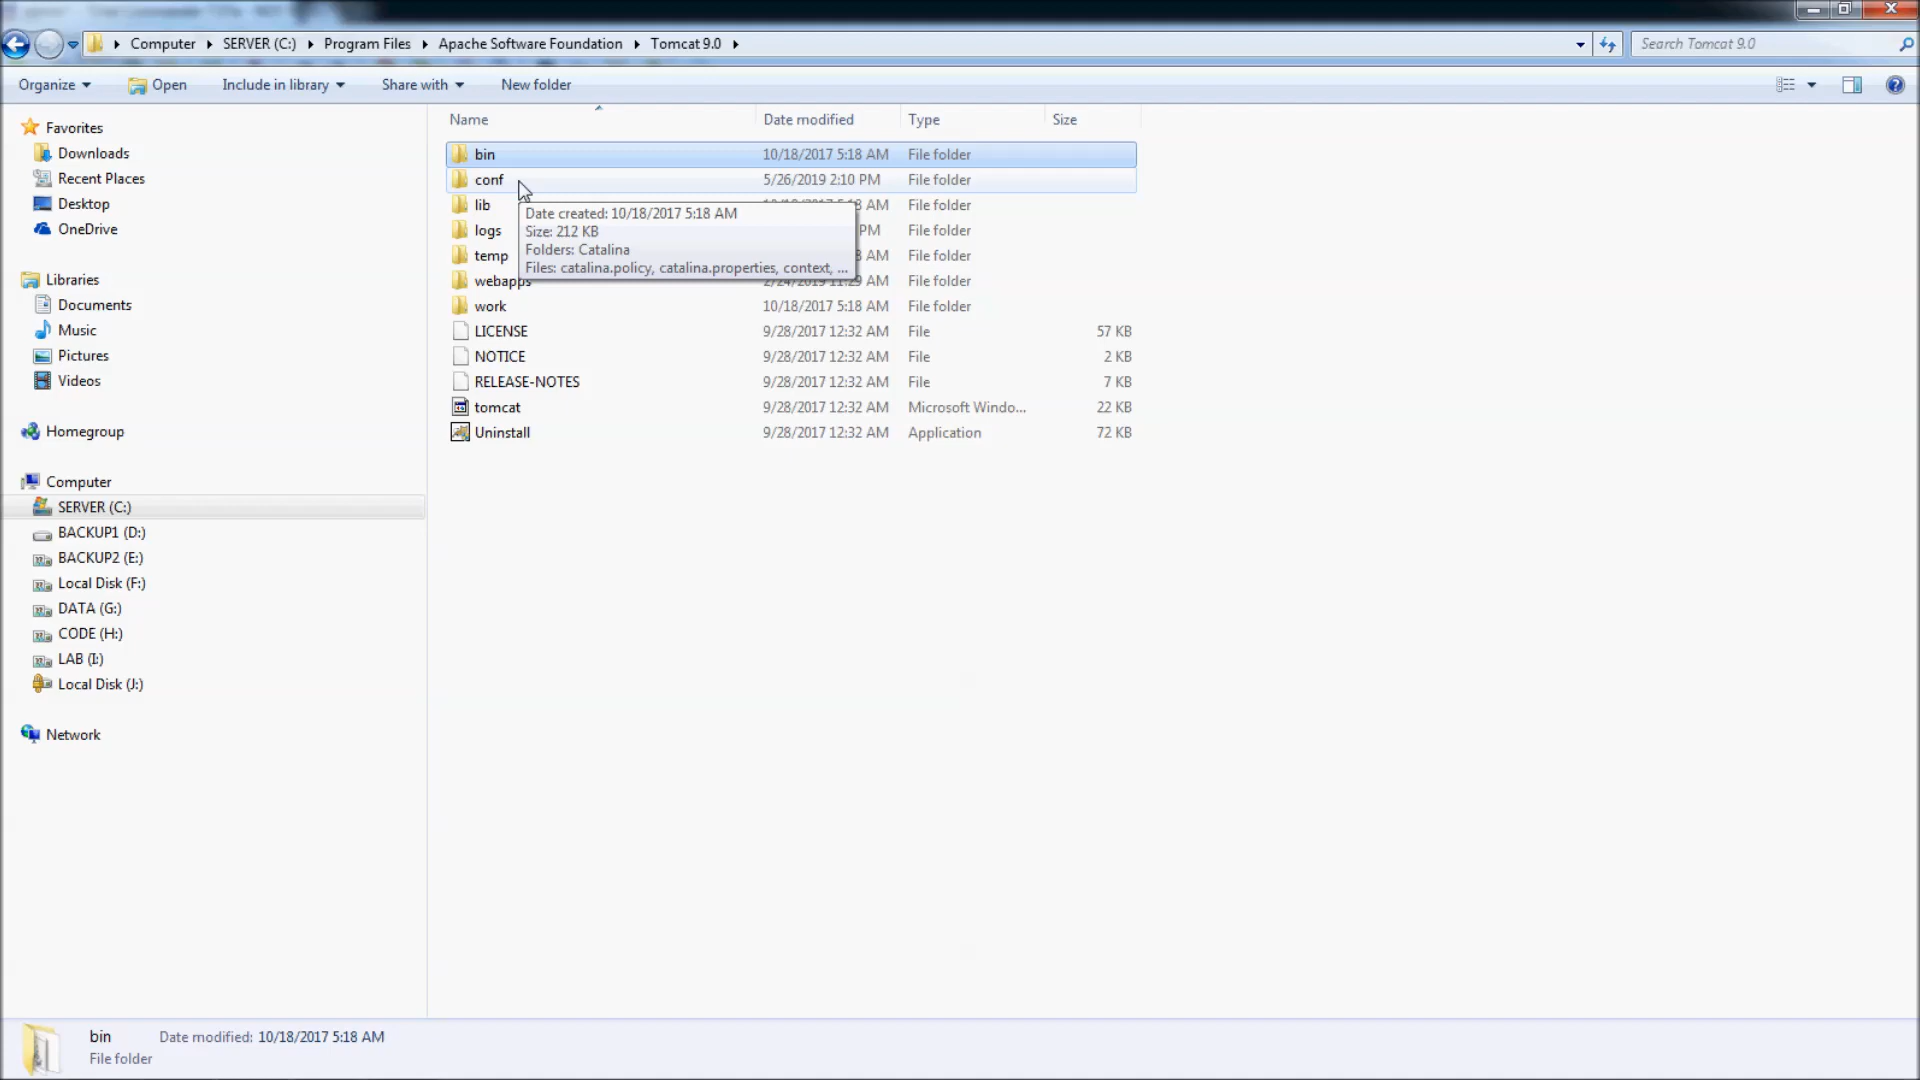 Computer SERVER (C:) Program Files Apache Software Foundation Tomcat 9.0 Search Tomcat 9.0
Organize Open Include in library Share with New folder
Favorites
Downloads
Recent Places
Desktop
OneDrive
Libraries
Documents
Music
Pictures
Videos
Homegroup
Computer
SERVER (C:)
BACKUP1 (D:)
BACKUP2 (E:)
Local Disk (F:)
DATA (G:)
CODE (H:)
LAB (I:)
Local Disk (J:)
Network
Name Date modified Type Size
bin 10/18/2017 5:18 AM File folder
conf 5/26/2019 2:10 PM File folder
lib AM File folder
logs PM File folder
temp AM File folder
webapps File folder
work 10/18/2017 5:18 AM File folder
LICENSE 9/28/2017 12:32 AM File 57 KB
NOTICE 9/28/2017 12:32 AM File 2 KB
RELEASE-NOTES 9/28/2017 12:32 AM File 7 KB
tomcat 9/28/2017 12:32 AM Microsoft Windo... 22 KB
Uninstall 9/28/2017 12:32 AM Application 72 KB
Date created: 10/18/2017 5:18 AM
Size: 212 KB
Folders: Catalina
Files: catalina.policy, catalina.properties, context, ...
bin Date modified: 10/18/2017 5:18 AM
File folder